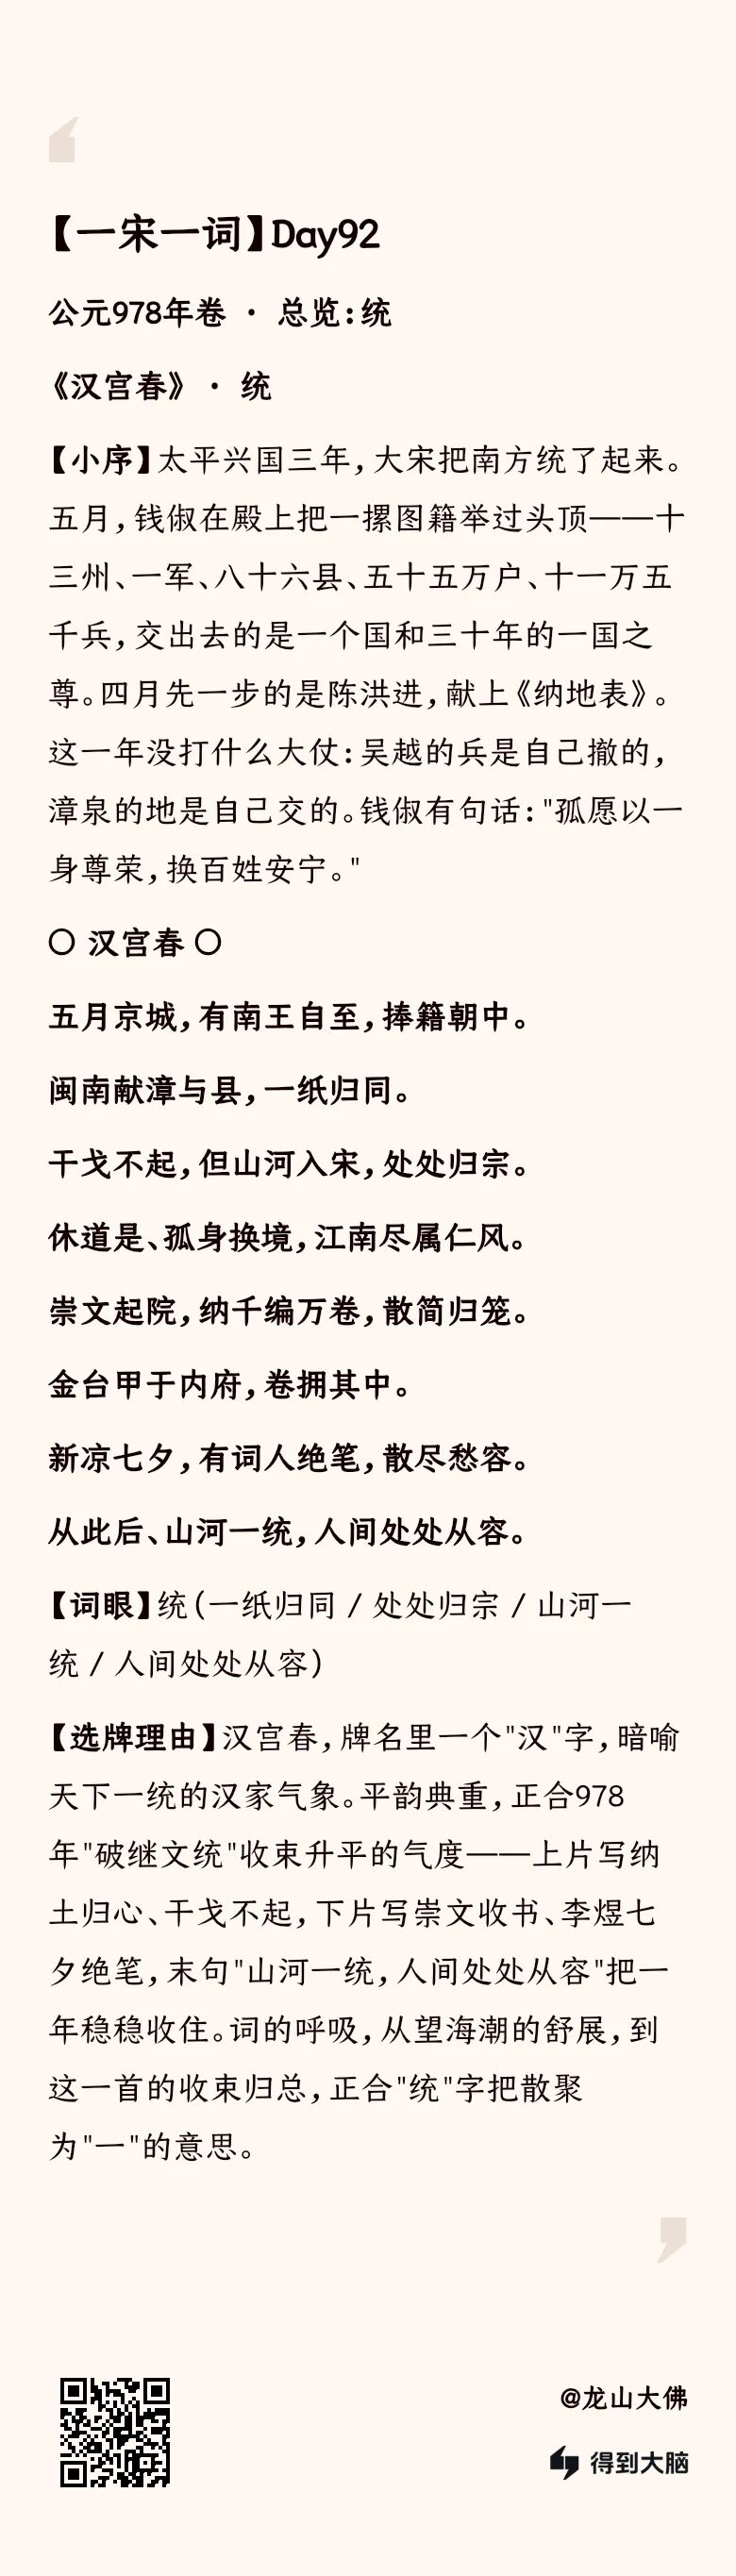 【一宋一词】Day92
公元978年卷 · 总览:统
《汉宫春》· 统
【小序】太平兴国三年,大宋把南方统了起来。
五月,钱俶在殿上把一摞图籍举过头顶——十
三州、一军、八十六县、五十五万户、十一万五
千兵,交出去的是一个国和三十年的一国之
尊。四月先一步的是陈洪进,献上《纳地表》。
这一年没打什么大仗:吴越的兵是自己撤的,
漳泉的地是自己交的。钱俶有句话:"孤愿以一
身尊荣,换百姓安宁。"
〇 汉宫春 〇
五月京城,有南王自至,捧籍朝中。
闽南献漳与县,一纸归同。
干戈不起,但山河入宋,处处归宗。
休道是、孤身换境,江南尽属仁风。
崇文起院,纳千编万卷,散简归笼。
金台甲于内府,卷拥其中。
新凉七夕,有词人绝笔,散尽愁容。
从此后、山河一统,人间处处从容。
【词眼】统(一纸归同 / 处处归宗 / 山河一
统 / 人间处处从容)
【选牌理由】汉宫春,牌名里一个"汉"字,暗喻
天下一统的汉家气象。平韵典重,正合978
年"破继文统"收束升平的气度——上片写纳
土归心、干戈不起,下片写崇文收书、李煜七
夕绝笔,末句"山河一统,人间处处从容"把一
年稳稳收住。词的呼吸,从望海潮的舒展,到
这一首的收束归总,正合"统"字把散聚
为"一"的意思。
@龙山大佛
得到大脑